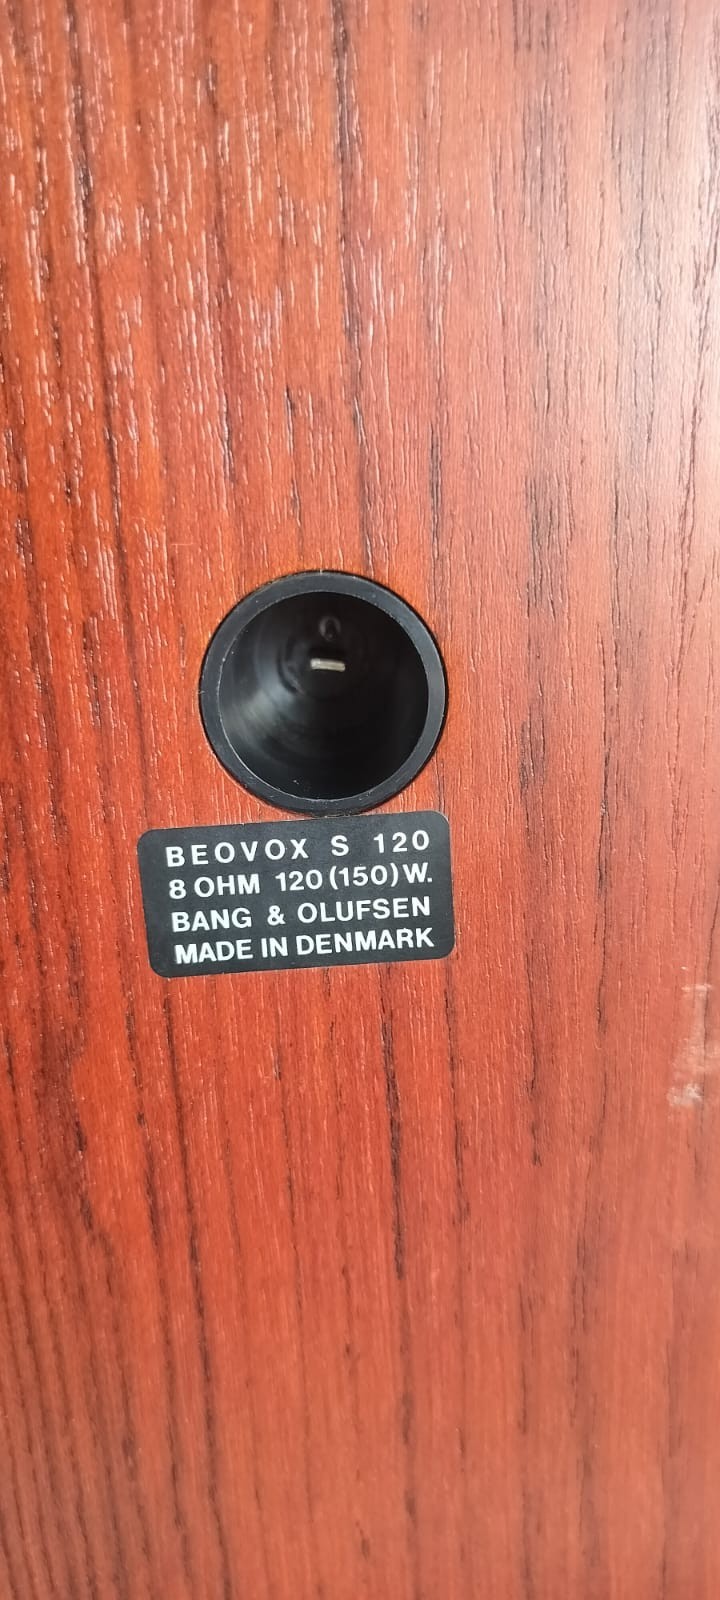 BEOVOX S 120
8 OHM 120 (150) W.
BANG & OLUFSEN
MADE IN DENMARK